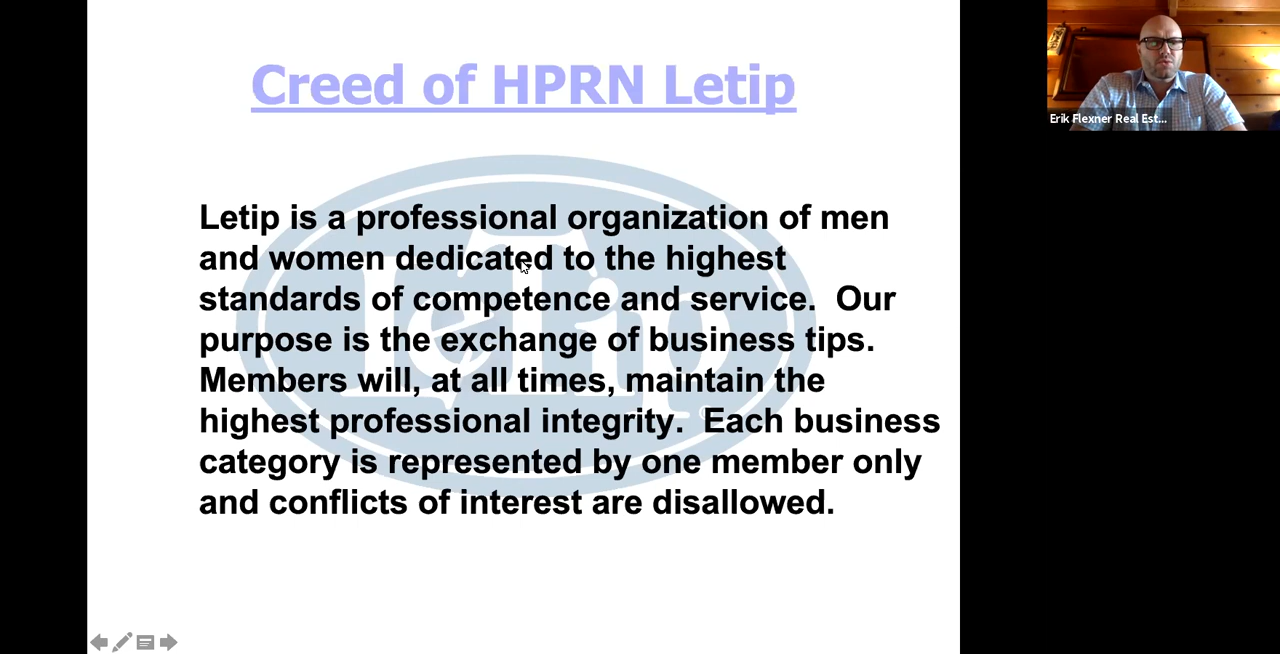 Creed of HPRN Letip
Letip is a professional organization of men
and women dedicated to the highest
standards of competence and service.  Our
purpose is the exchange of business tips.
Members will, at all times, maintain the
highest professional integrity.  Each business
category is represented by one member only
and conflicts of interest are disallowed.
LeTip
Erik Flexner Real Est...